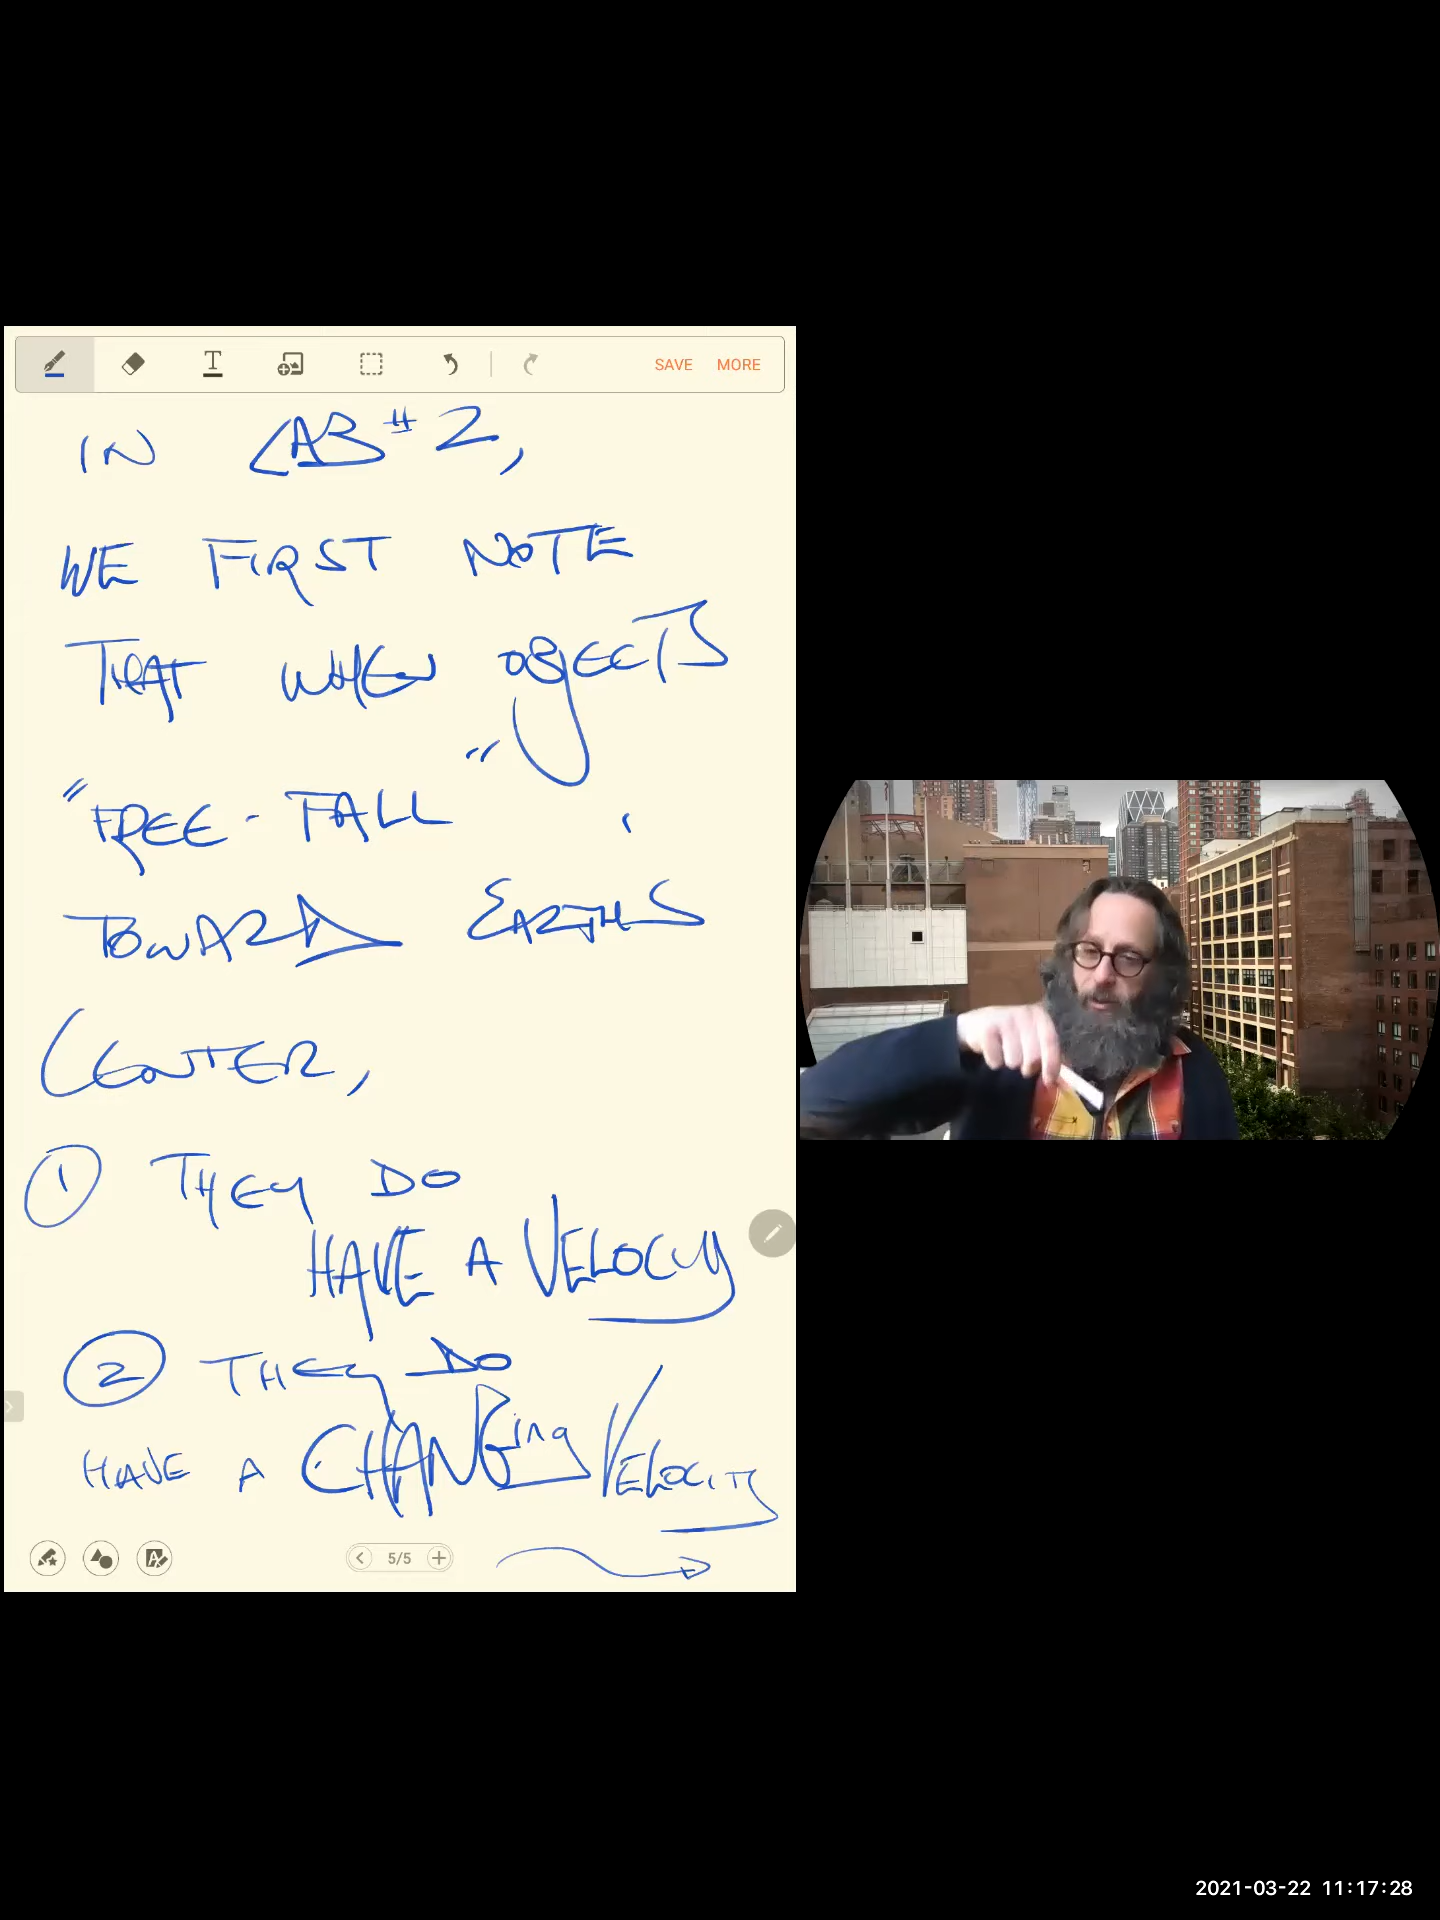 SAVE MORE
IN LAB #2,
WE FIRST NOTE
THAT WHEN OBJECTS
"FREE-FALL"
TOWARD EARTH'S
CENTER,
1 THEY DO
HAVE A VELOCITY
2 THEY DO
HAVE A CHANGing VELOCITY
5/5
2021-03-22 11:17:28